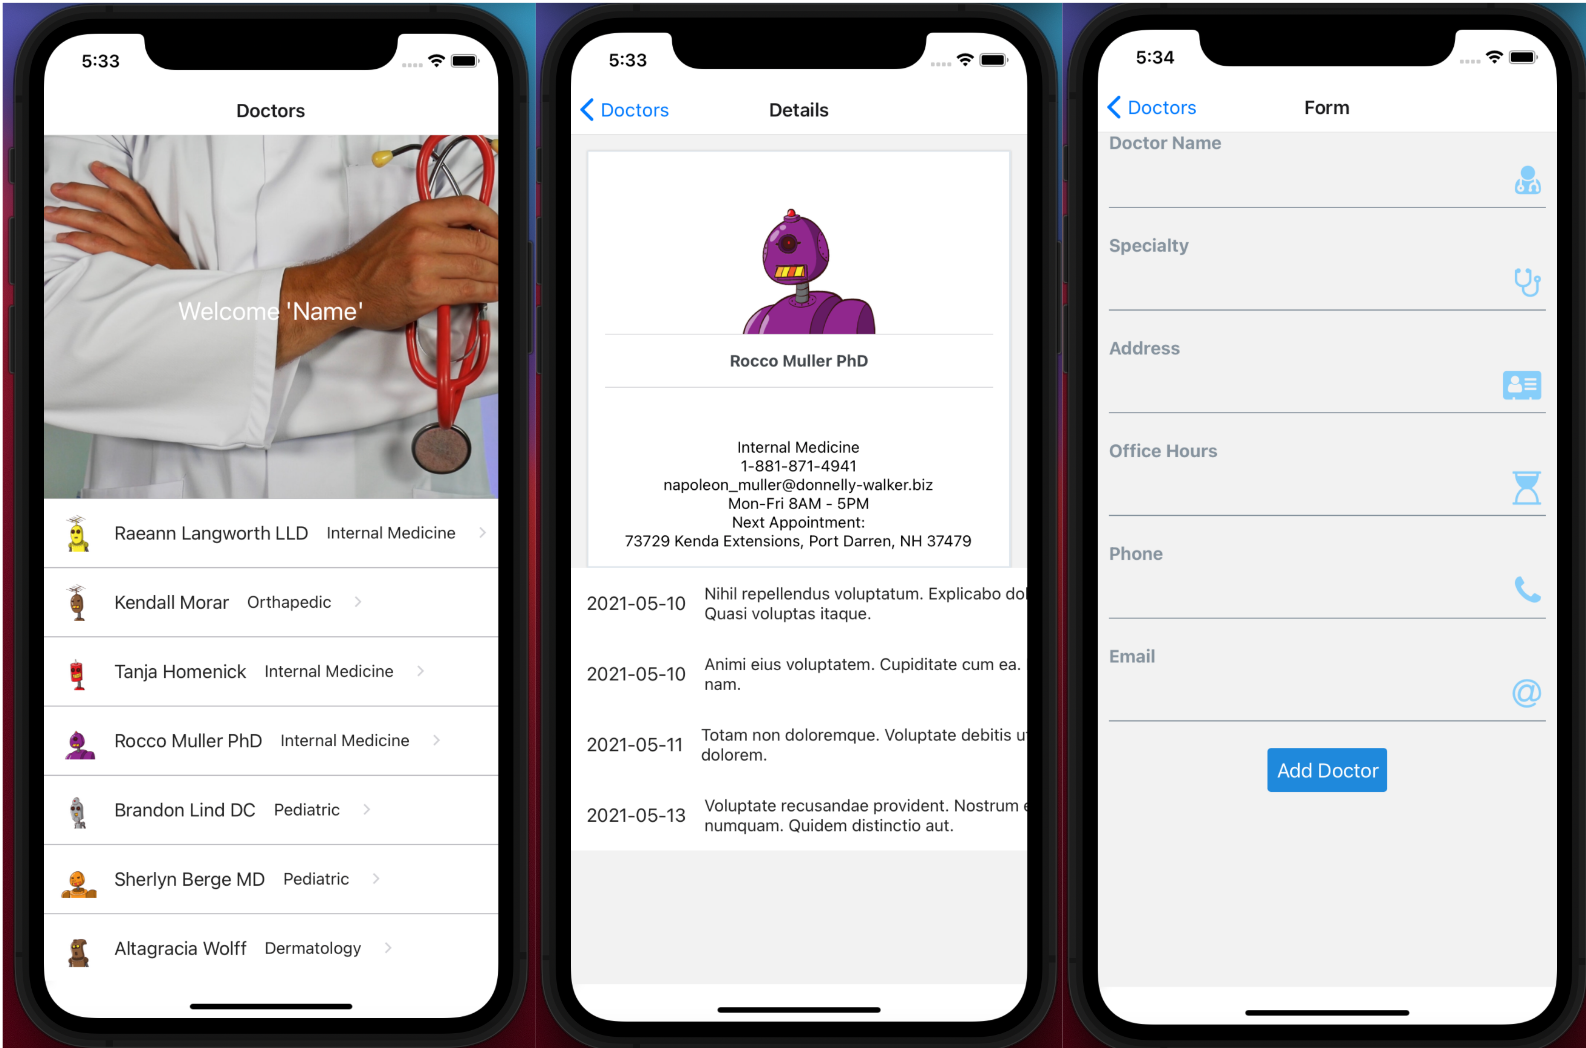 5:33
Doctors
Welcome 'Name'
Raeann Langworth LLD Internal Medicine
Kendall Morar Orthapedic
Tanja Homenick Internal Medicine
Rocco Muller PhD Internal Medicine
Brandon Lind DC Pediatric
Sherlyn Berge MD Pediatric
Altagracia Wolff Dermatology
5:33
Doctors Details
Rocco Muller PhD
Internal Medicine
1-881-871-4941
napoleon_muller@donnelly-walker.biz
Mon-Fri 8AM - 5PM
Next Appointment:
73729 Kenda Extensions, Port Darren, NH 37479
2021-05-10 Nihil repellendus voluptatum. Explicabo
Quasi voluptas itaque.
2021-05-10 Animi eius voluptatem. Cupiditate cum ea.
nam.
2021-05-11 Totam non doloremque. Voluptate debitis
dolorem.
2021-05-13 Voluptate recusandae provident. Nostrum
numquam. Quidem distinctio aut.
5:34
Doctors Form
Doctor Name
Specialty
Address
Office Hours
Phone
Email
@
Add Doctor